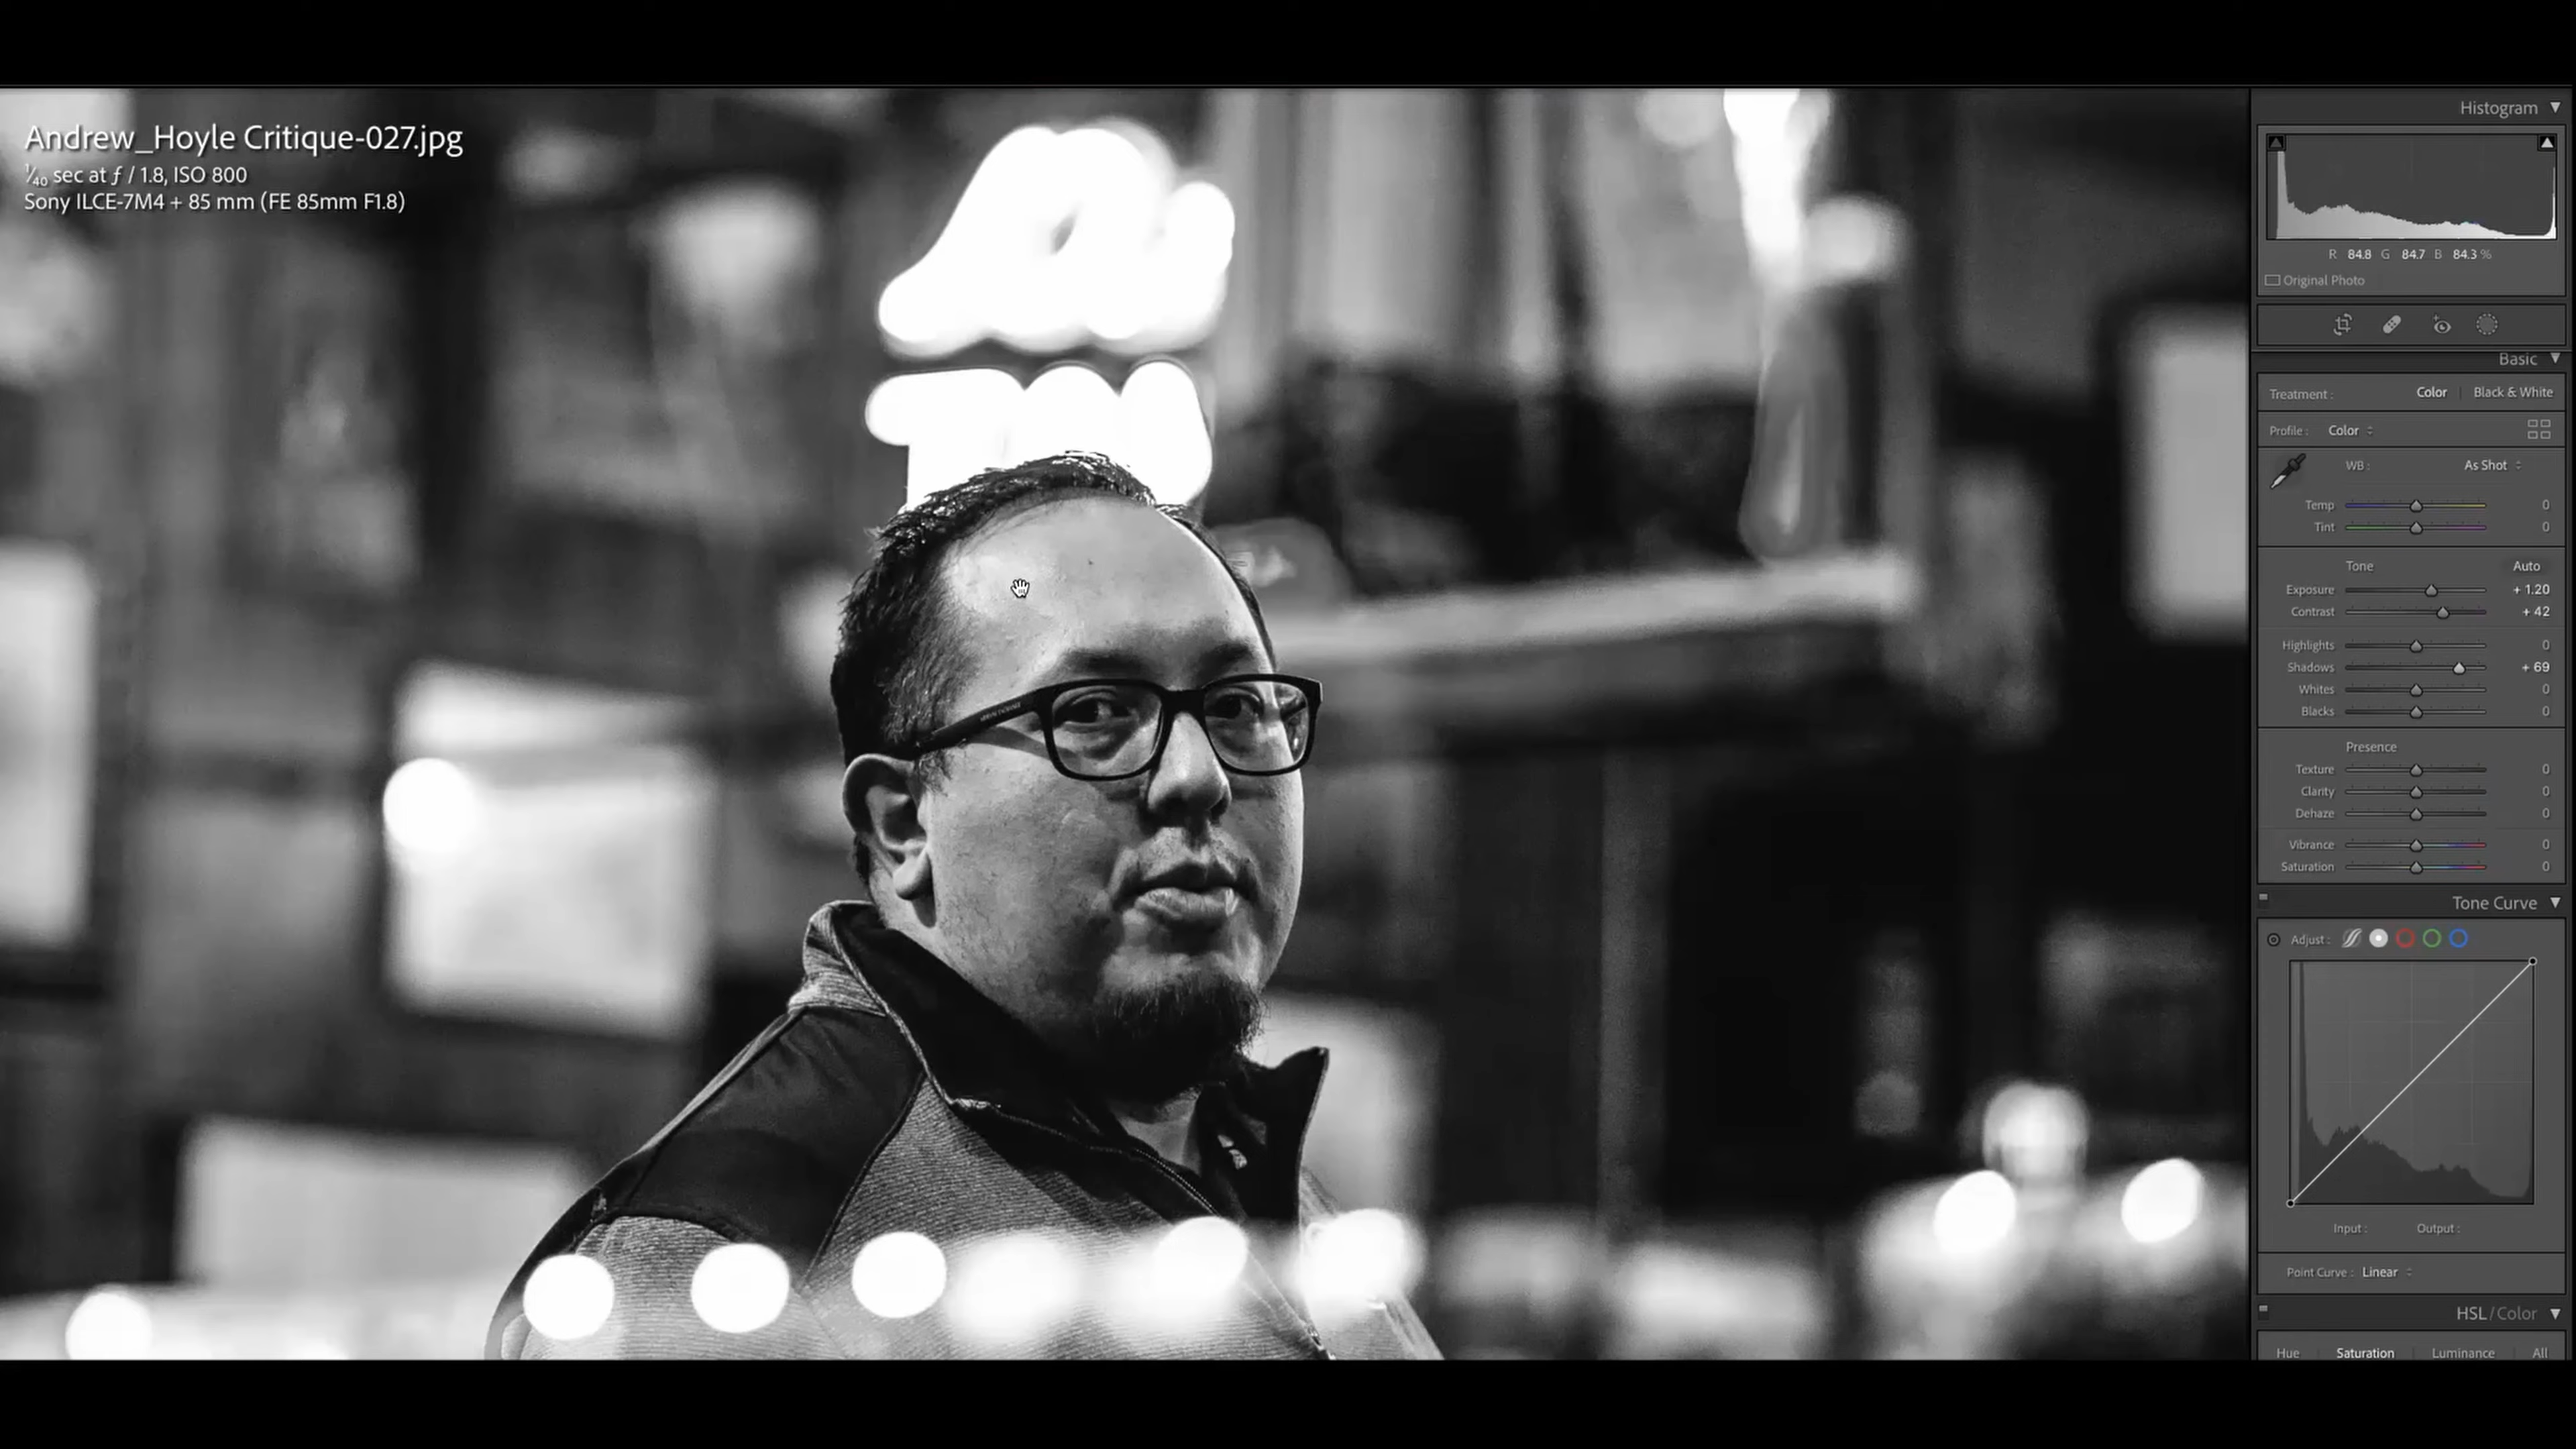 Andrew_Hoyle Critique-027.jpg
1/40 sec at ƒ / 1.8, ISO 800
Sony ILCE-7M4 + 85 mm (FE 85mm F1.8)
Histogram
R 84.8 G 84.7 B 84.3 %
Original Photo
Basic
Treatment : Color Black & White
Profile : Color
WB : As Shot
Temp 0
Tint 0
Tone Auto
Exposure + 1.20
Contrast + 42
Highlights 0
Shadows + 69
Whites 0
Blacks 0
Presence
Texture 0
Clarity 0
Dehaze 0
Vibrance 0
Saturation 0
Tone Curve
Adjust :
Input : Output :
Point Curve : Linear
HSL / Color
Hue Saturation Luminance All